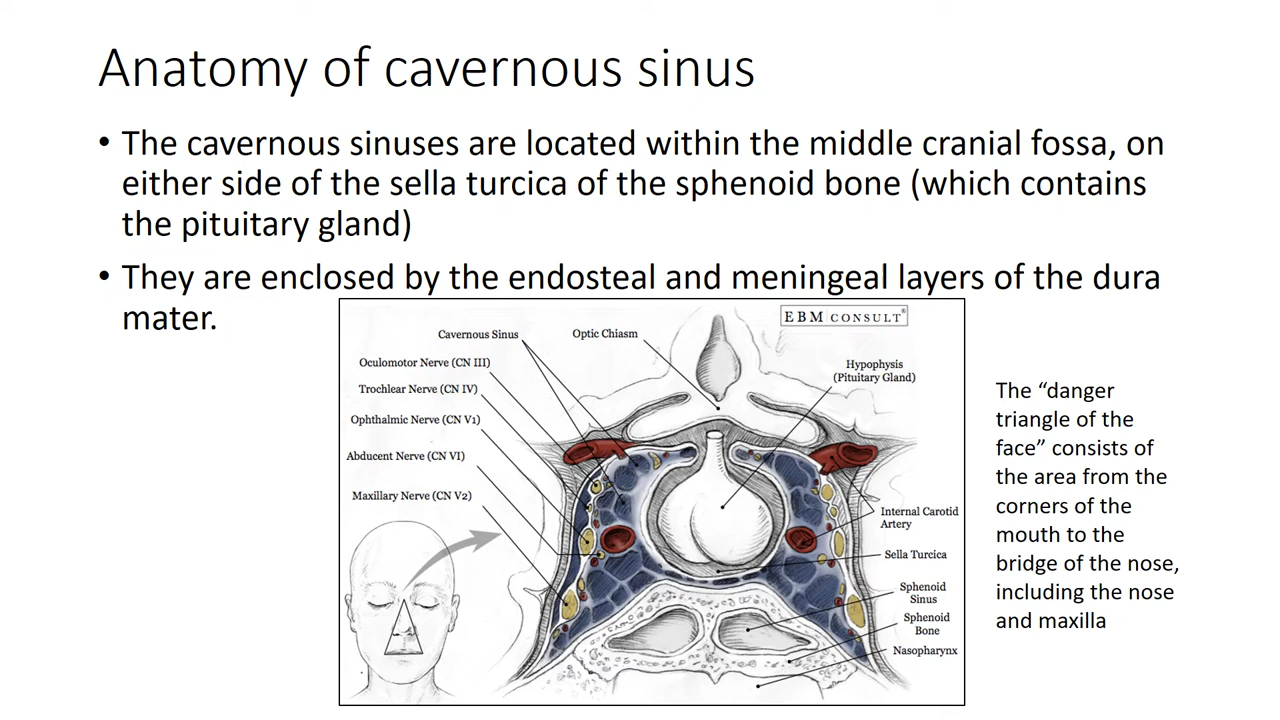 Anatomy of cavernous sinus
• The cavernous sinuses are located within the middle cranial fossa, on
either side of the sella turcica of the sphenoid bone (which contains
the pituitary gland)
• They are enclosed by the endosteal and meningeal layers of the dura
mater.
EBM CONSULT®
Cavernous Sinus
Optic Chiasm
Oculomotor Nerve (CN III)
Hypophysis
(Pituitary Gland)
Trochlear Nerve (CN IV)
Ophthalmic Nerve (CN V1)
Abducent Nerve (CN VI)
Maxillary Nerve (CN V2)
Internal Carotid
Artery
Sella Turcica
Sphenoid
Sinus
Sphenoid
Bone
Nasopharynx
The “danger
triangle of the
face” consists of
the area from the
corners of the
mouth to the
bridge of the nose,
including the nose
and maxilla